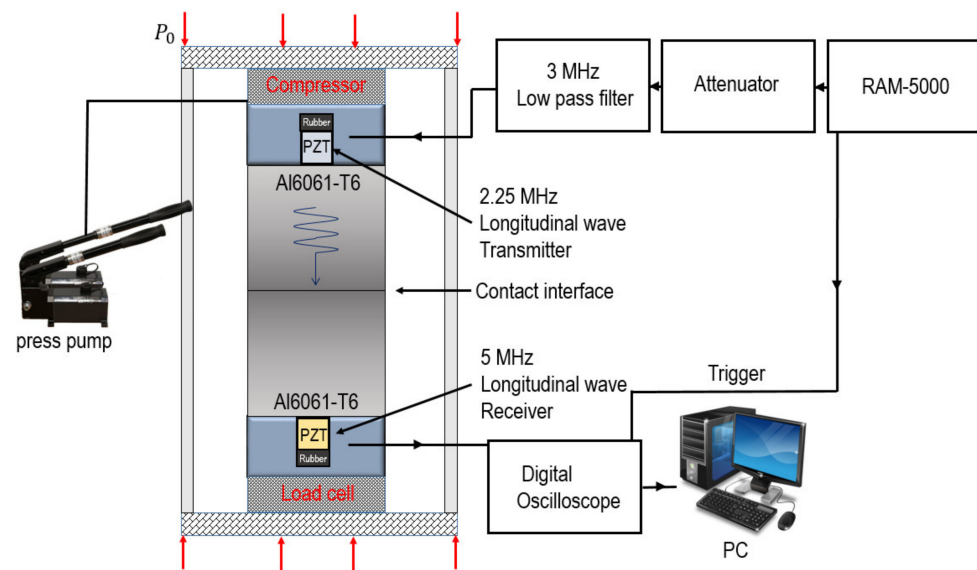 P₀
Compressor
Rubber
PZT
Al6061-T6
3 MHz
Low pass filter
Attenuator
RAM-5000
2.25 MHz
Longitudinal wave
Transmitter
Contact interface
press pump
5 MHz
Longitudinal wave
Receiver
Trigger
Al6061-T6
PZT
Rubber
Load cell
Digital
Oscilloscope
PC